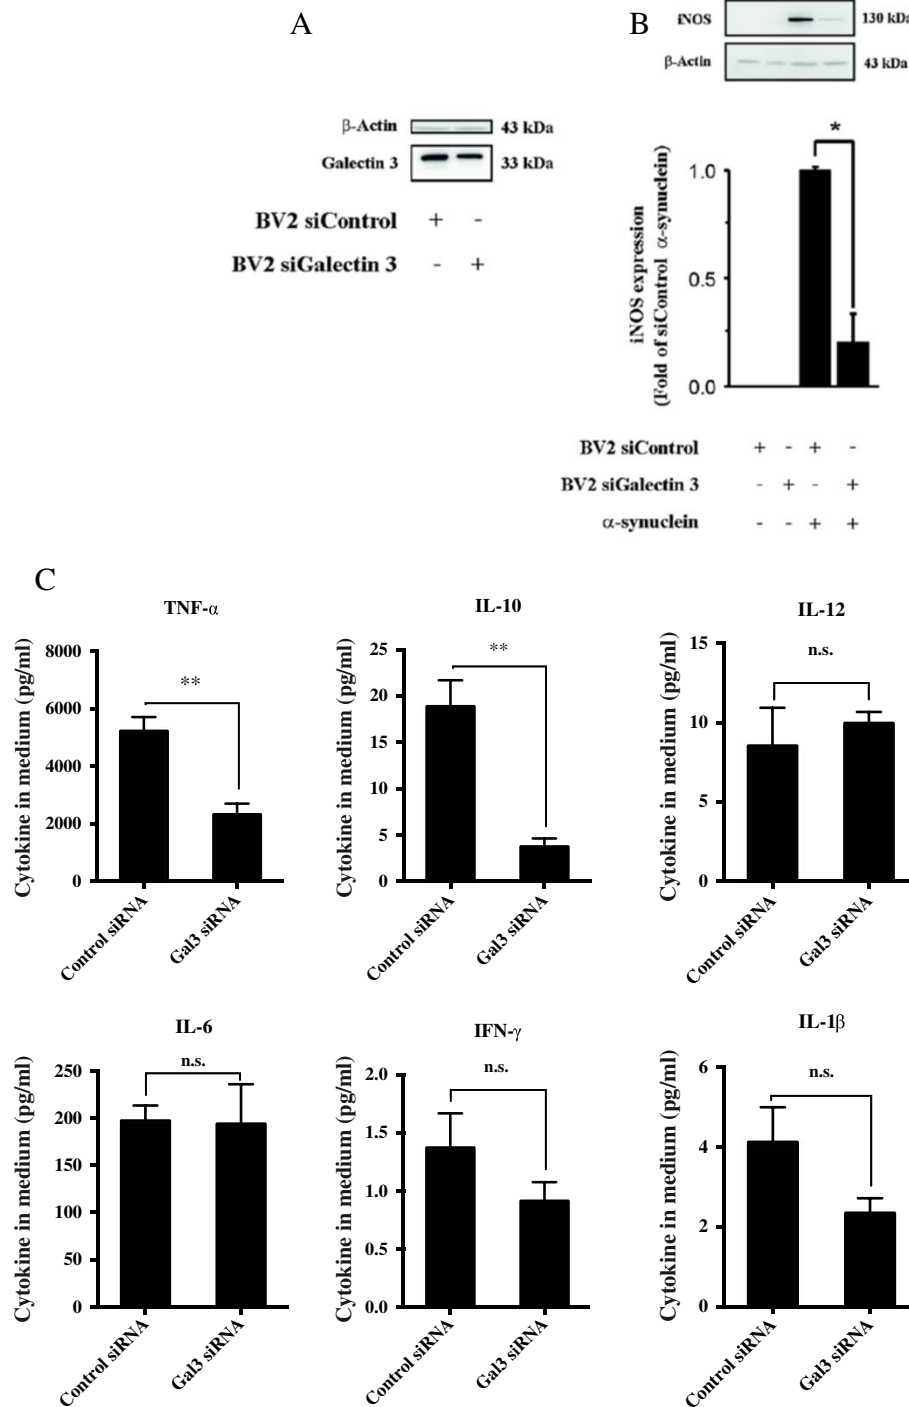 A
β-Actin 43 kDa
Galectin 3 33 kDa
BV2 siControl + -
BV2 siGalectin 3 - +
B
iNOS 130 kDa
β-Actin 43 kDa
*
iNOS expression
(Fold of siControl α-synuclein)
1.0
0.5
0.0
BV2 siControl + - + -
BV2 siGalectin 3 - + - +
α-synuclein - - + +
C
TNF-α
Cytokine in medium (pg/ml)
8000
6000
4000
2000
0
**
Control siRNA
Gal3 siRNA
IL-10
Cytokine in medium (pg/ml)
25
20
15
10
5
0
**
Control siRNA
Gal3 siRNA
IL-12
Cytokine in medium (pg/ml)
15
10
5
0
n.s.
Control siRNA
Gal3 siRNA
IL-6
Cytokine in medium (pg/ml)
250
200
150
100
50
0
n.s.
Control siRNA
Gal3 siRNA
IFN-γ
Cytokine in medium (pg/ml)
2.0
1.5
1.0
0.5
0.0
n.s.
Control siRNA
Gal3 siRNA
IL-1β
Cytokine in medium (pg/ml)
6
4
2
0
n.s.
Control siRNA
Gal3 siRNA